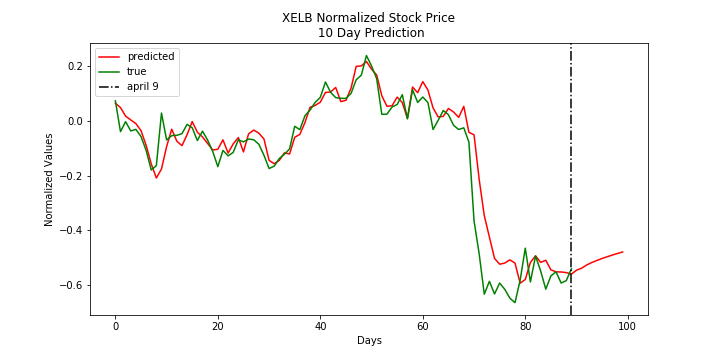 XELB Normalized Stock Price
10 Day Prediction
predicted
true
april 9
Normalized Values
0.2
0.0
−0.2
−0.4
−0.6
0
20
40
60
80
100
Days